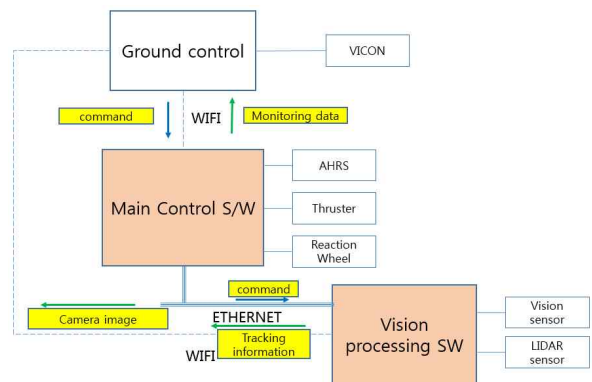 Ground control
VICON
command
WIFI
Monitoring data
AHRS
Main Control S/W
Thruster
Reaction
Wheel
command
Camera image
ETHERNET
Tracking
information
WIFI
Vision
processing SW
Vision
sensor
LIDAR
sensor